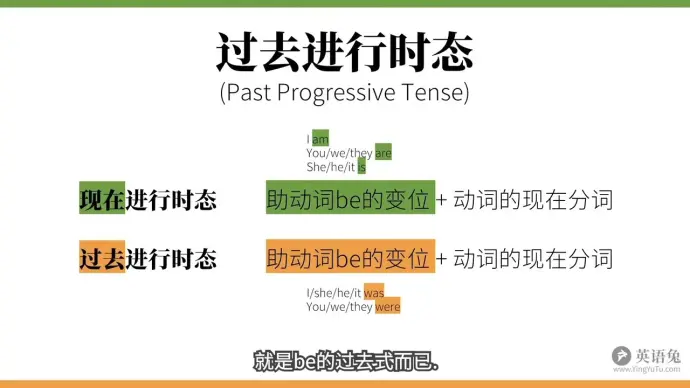 过去进行时态
(Past Progressive Tense)
I am
You/we/they are
She/he/it is
现在进行时态 助动词be的变位 + 动词的现在分词
过去进行时态 助动词be的变位 + 动词的现在分词
I/she/he/it was
You/we/they were
就是be的过去式而已.
英语兔
www.YingYuTu.com